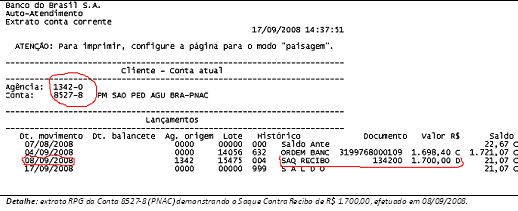 Banco do Brasil S.A.
Auto-Atendimento
Extrato conta corrente
17/09/2008 14:37:51
ATENÇÃO: Para imprimir, configure a página para o modo "paisagem".
Cliente - Conta atual
Agência: 1342-0
Conta: 8527-8 PM SAO PED AGU BRA-PNAC
Lançamentos
Dt. movimento Dt. balancete Ag. origem Lote Histórico Documento Valor R$ Saldo
07/08/2008 0000 00000 000 Saldo Ante 22,67 C
04/09/2008 0000 14056 632 ORDEM BANC 3199768000109 1.698,40 C 1.721,07 C
08/09/2008 1342 15475 004 SAQ RECIBO 134200 1.700,00 D 21,07 C
17/09/2008 0000 00000 999 S A L D O 21,07 C
Detalhe: extrato RPG da Conta 8527-8 (PNAC) demonstrando o Saque Contra Recibo de R$ 1.700,00, efetuado em 08/09/2008.